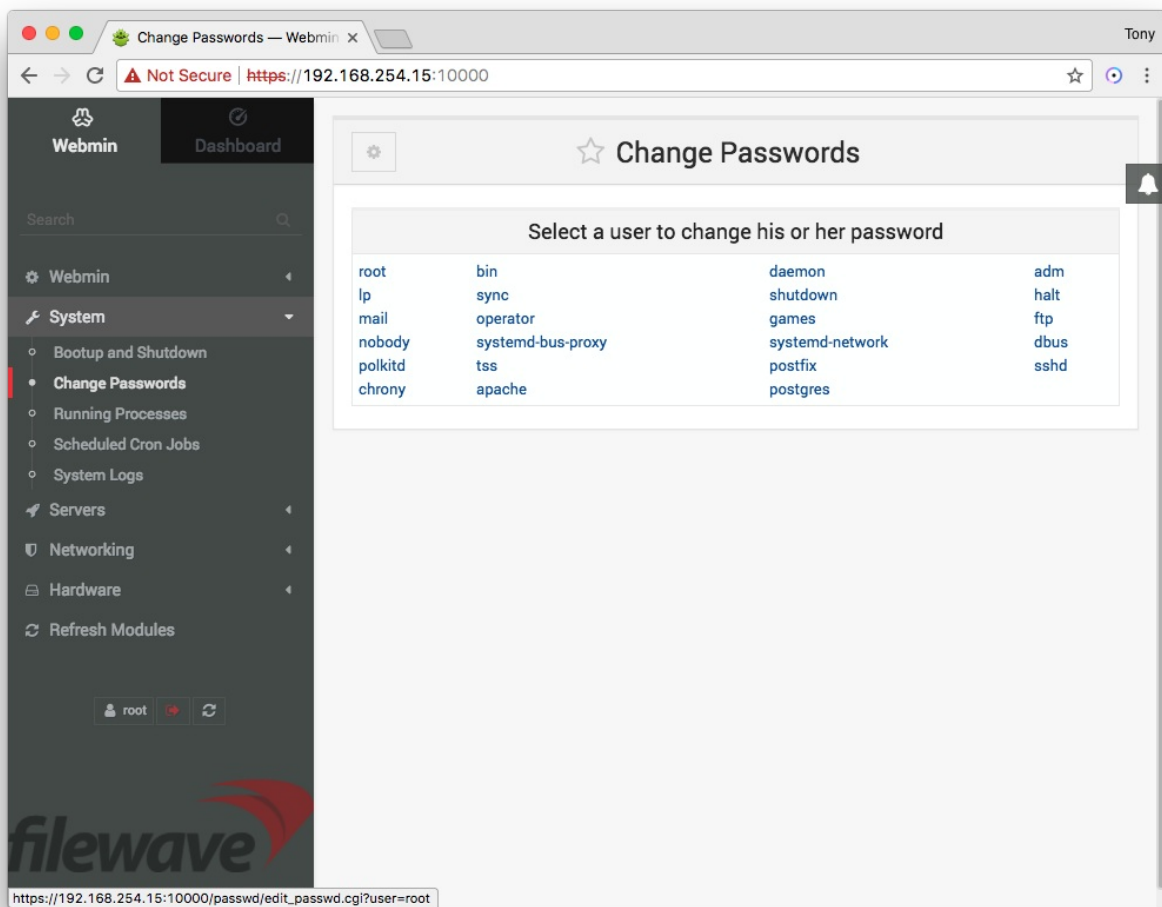 Change Passwords — Webmin
Tony
Not Secure | https://192.168.254.15:10000
Webmin
Dashboard
Search
Webmin
System
Bootup and Shutdown
Change Passwords
Running Processes
Scheduled Cron Jobs
System Logs
Servers
Networking
Hardware
Refresh Modules
root
filewave
Change Passwords
Select a user to change his or her password
root bin daemon adm
lp sync shutdown halt
mail operator games ftp
nobody systemd-bus-proxy systemd-network dbus
polkitd tss postfix sshd
chrony apache postgres
https://192.168.254.15:10000/passwd/edit_passwd.cgi?user=root